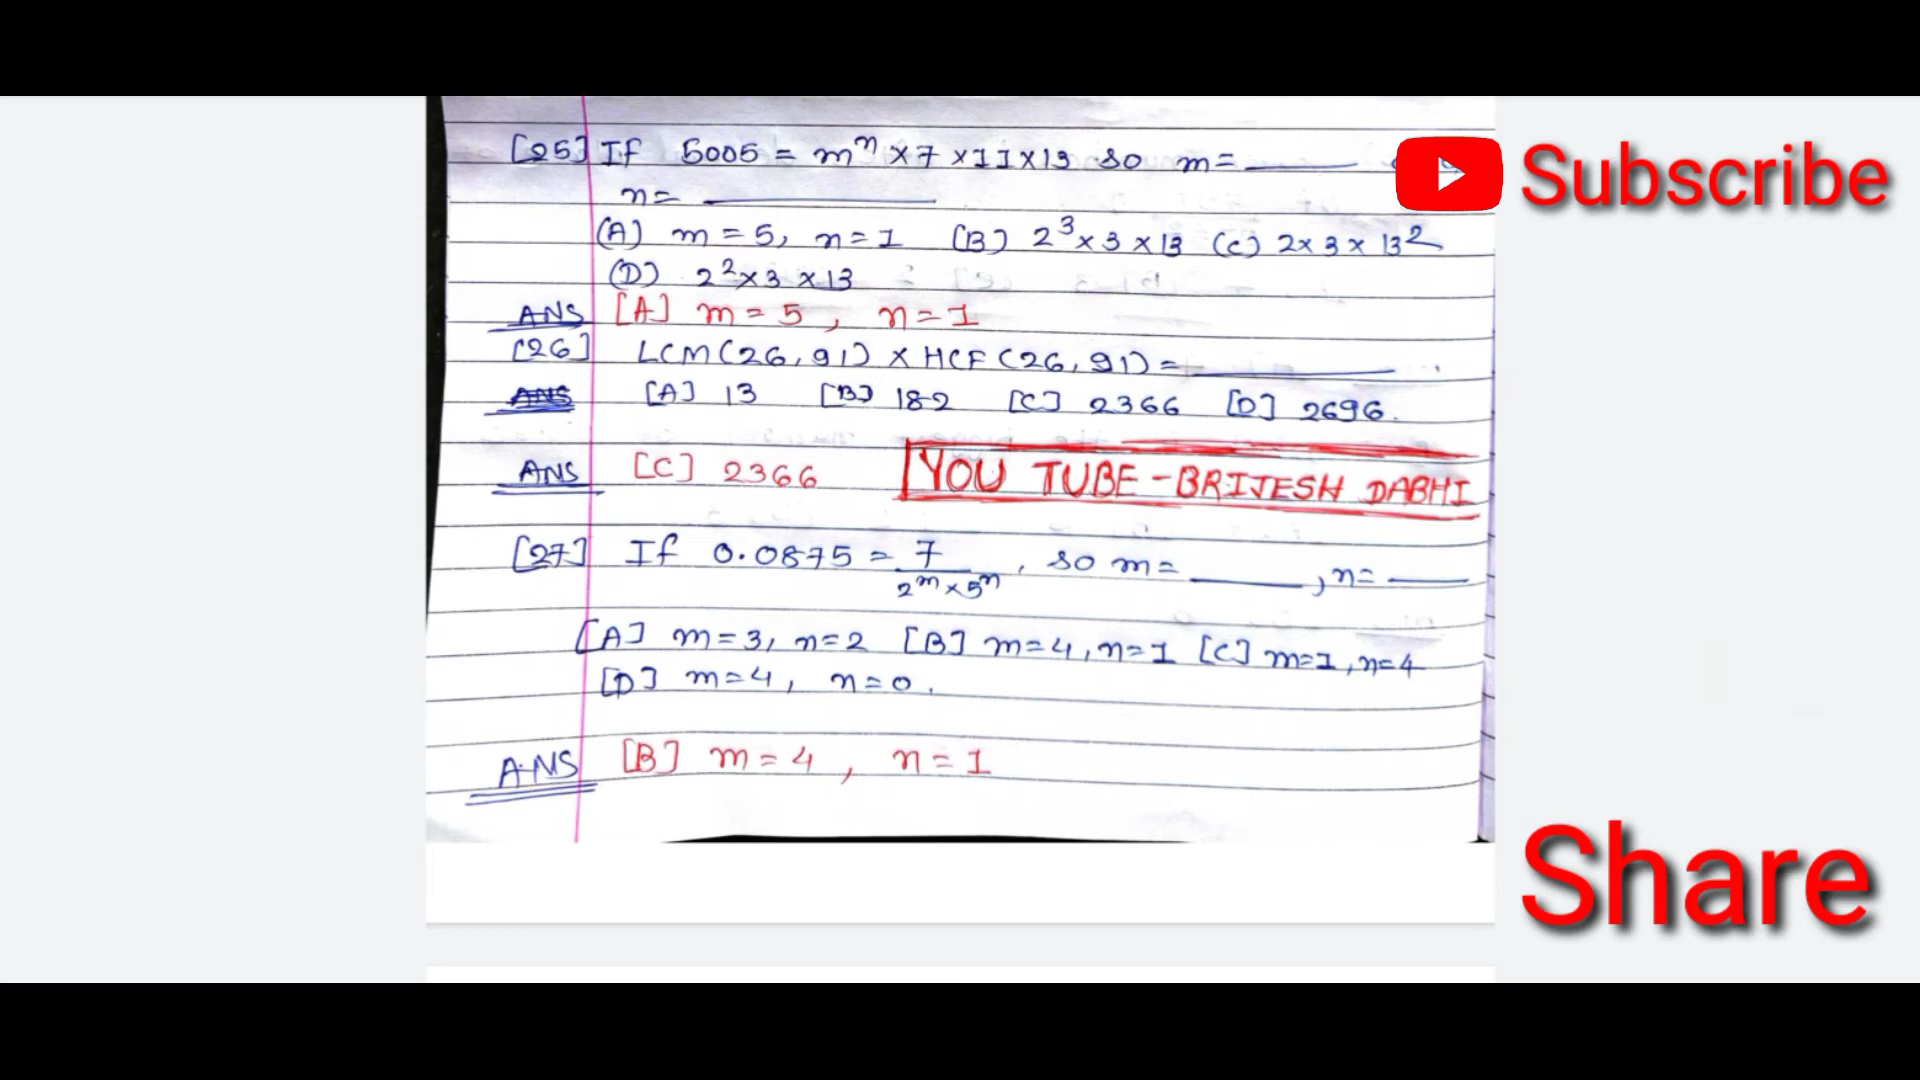 [25] If 5005 = mⁿ × 7 × 11 × 13 so m = ______
n = ______
(A) m = 5, n = 1 (B) 2³ × 3 × 13 (C) 2 × 3 × 13²
(D) 2² × 3 × 13
ANS [A] m = 5, n = 1
[26] LCM(26, 91) × HCF(26, 91) = ______
ANS [A] 13 [B] 182 [C] 2366 [D] 2696.
ANS [C] 2366
YOU TUBE - BRIJESH DABHI
[27] If 0.0875 = 7 / 2ᵐ × 5ⁿ, so m = ______, n = ______
[A] m = 3, n = 2 [B] m = 4, n = 1 [C] m = 1, n = 4
[D] m = 4, n = 0.
ANS [B] m = 4, n = 1
Subscribe
Share